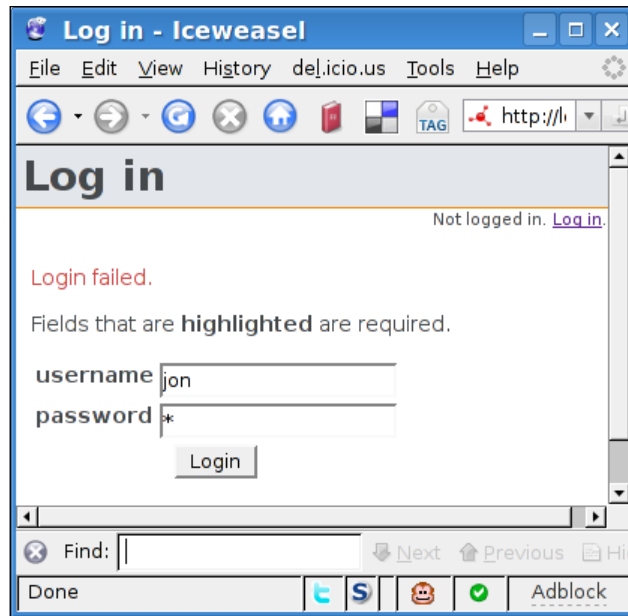 Log in - Iceweasel
File Edit View History del.icio.us Tools Help
TAG http://l
Log in
Not logged in. Log in.
Login failed.
Fields that are highlighted are required.
username jon
password *
Login
Find: Next Previous Hi
Done S Adblock